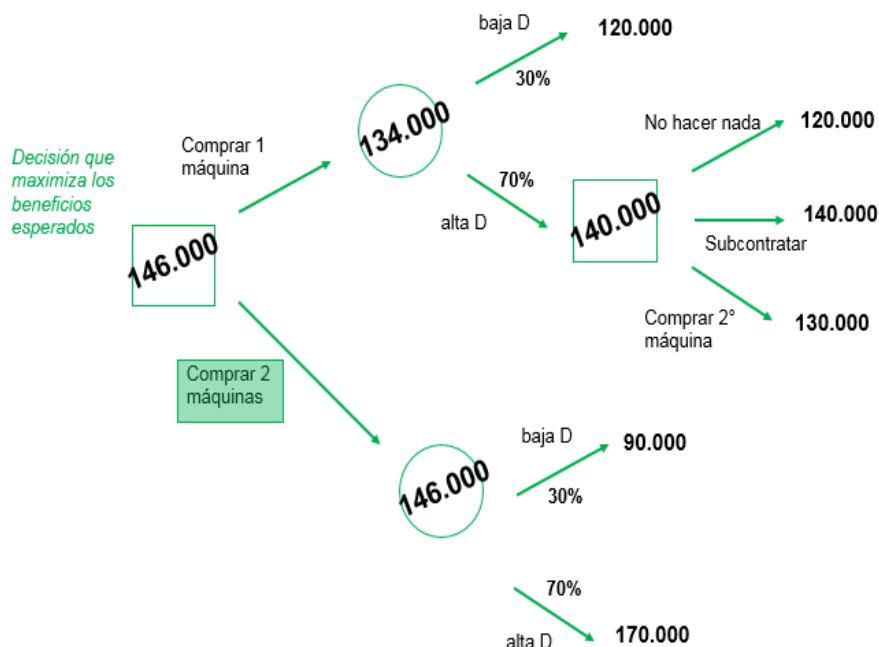 baja D
120.000
30%
134.000
Comprar 1
máquina
Decisión que
maximiza los
beneficios
esperados
No hacer nada
120.000
70%
alta D
140.000
140.000
Subcontratar
146.000
Comprar 2°
máquina
130.000
Comprar 2
máquinas
baja D
90.000
146.000
30%
70%
alta D
170.000